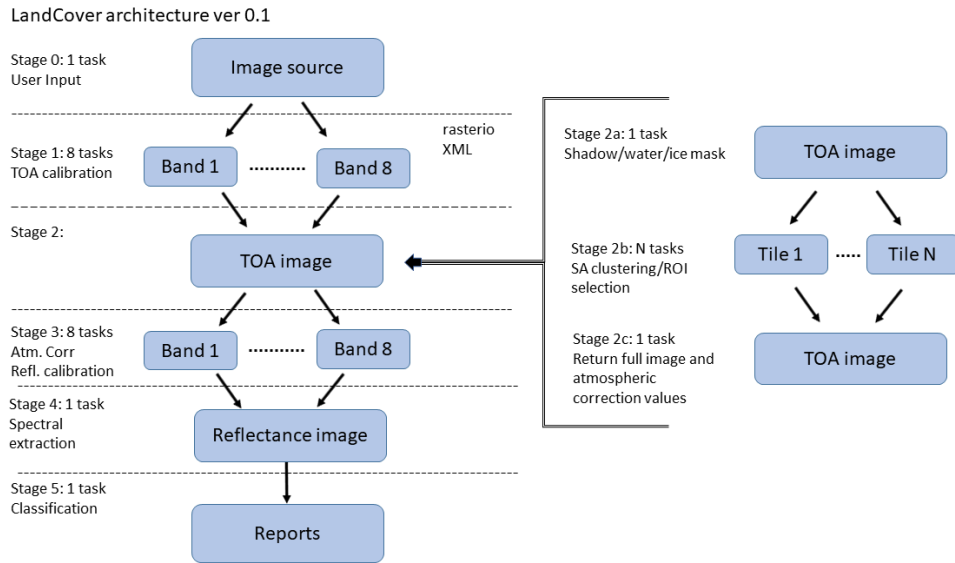 LandCover architecture ver 0.1
Stage 0: 1 task
User Input
Image source
rasterio
XML
Stage 1: 8 tasks
TOA calibration
Band 1
Band 8
Stage 2:
TOA image
Stage 3: 8 tasks
Atm. Corr
Refl. calibration
Band 1
Band 8
Stage 4: 1 task
Spectral
extraction
Reflectance image
Stage 5: 1 task
Classification
Reports
Stage 2a: 1 task
Shadow/water/ice mask
TOA image
Stage 2b: N tasks
SA clustering/ROI
selection
Tile 1
Tile N
Stage 2c: 1 task
Return full image and
atmospheric
correction values
TOA image